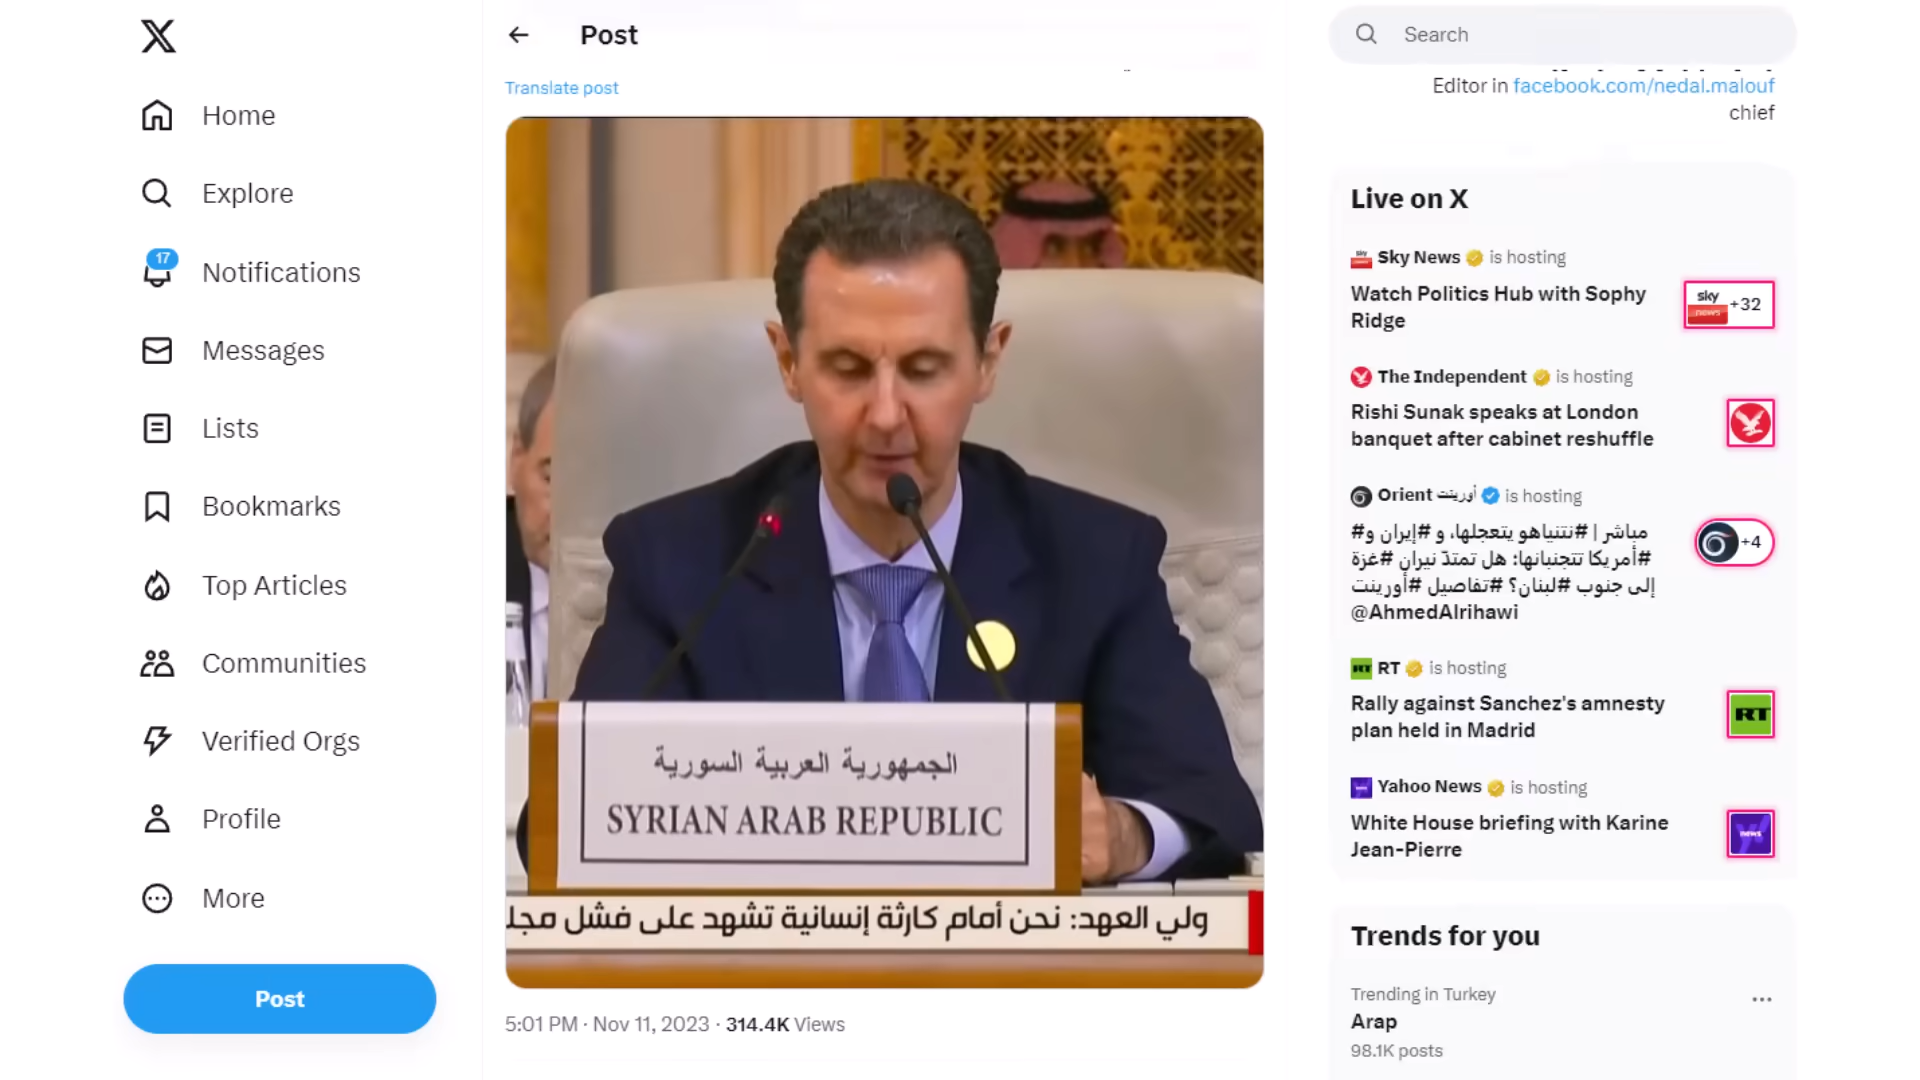 Home
Explore
17
Notifications
Messages
Lists
Bookmarks
Top Articles
Communities
Verified Orgs
Profile
More
Post
Post
Translate post
الجمهورية العربية السورية
SYRIAN ARAB REPUBLIC
ولي العهد: نحن أمام كارثة إنسانية تشهد على فشل مجل
5:01 PM · Nov 11, 2023 · 314.4K Views
Search
Editor in facebook.com/nedal.malouf
chief
Live on X
Sky News is hosting
Watch Politics Hub with Sophy
Ridge
sky
news
+32
The Independent is hosting
Rishi Sunak speaks at London
banquet after cabinet reshuffle
Orient أورينت is hosting
مباشر | #نتنياهو يتعجلها، و #إيران و#
#أمريكا تتجنبانها: هل تمتدّ نيران #غزة
إلى جنوب #لبنان؟ #تفاصيل #أورينت
@AhmedAlrihawi
+4
RT RT is hosting
Rally against Sanchez's amnesty
plan held in Madrid
RT
Yahoo News is hosting
White House briefing with Karine
Jean-Pierre
news
Trends for you
Trending in Turkey
Arap
98.1K posts